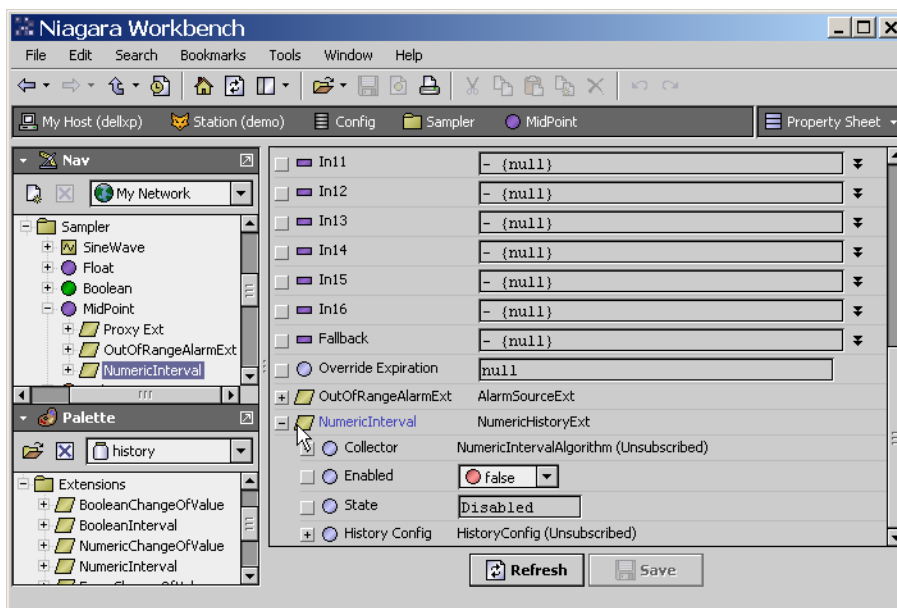 Niagara Workbench
File Edit Search Bookmarks Tools Window Help
My Host (dellxp) Station (demo) Config Sampler MidPoint Property Sheet
Nav
My Network
Sampler
SineWave
Float
Boolean
MidPoint
Proxy Ext
OutOfRangeAlarmExt
NumericInterval
Palette
history
Extensions
BooleanChangeOfValue
BooleanInterval
NumericChangeOfValue
NumericInterval
In11 - {null}
In12 - {null}
In13 - {null}
In14 - {null}
In15 - {null}
In16 - {null}
Fallback - {null}
Override Expiration null
OutOfRangeAlarmExt AlarmSourceExt
NumericInterval NumericHistoryExt
Collector NumericIntervalAlgorithm (Unsubscribed)
Enabled false
State Disabled
History Config HistoryConfig (Unsubscribed)
Refresh Save